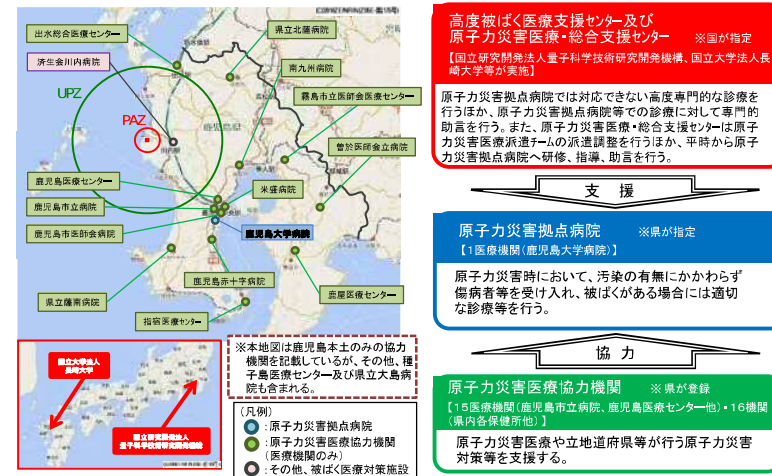 出水総合医療センター
済生会川内病院
県立北薩病院
南九州病院
霧島市立医師会医療センター
曽於医師会立病院
UPZ
PAZ
鹿児島県
鹿児島医療センター
鹿児島市立病院
鹿児島市医師会病院
米盛病院
鹿児島大学病院
鹿児島赤十字病院
県立薩南病院
指宿医療センター
鹿屋医療センター
国立大学法人
長崎大学
国立研究開発法人
量子科学技術研究開発機構
※本地図は鹿児島本土のみの協力
機関を記載しているが、その他、種
子島医療センター及び県立大島病
院も含まれる。
(凡例)
:原子力災害拠点病院
:原子力災害医療協力機関
(医療機関のみ)
:その他、被ばく医療対策施設
高度被ばく医療支援センター及び
原子力災害医療・総合支援センター ※国が指定
【国立研究開発法人量子科学技術研究開発機構、国立大学法人長
崎大学等が実施】
原子力災害拠点病院では対応できない高度専門的な診療を
行うほか、原子力災害拠点病院等での診療に対して専門的
助言を行う。また、原子力災害医療・総合支援センターは原子
力災害医療派遣チームの派遣調整を行うほか、平時から原子
力災害拠点病院へ研修、指導、助言を行う。
支 援
原子力災害拠点病院 ※県が指定
【1医療機関(鹿児島大学病院)】
原子力災害時において、汚染の有無にかかわらず
傷病者等を受け入れ、被ばくがある場合には適切
な診療等を行う。
協 力
原子力災害医療協力機関 ※県が登録
【15医療機関(鹿児島市立病院、鹿児島医療センター他)・16機関
(県内各保健所他)】
原子力災害医療や立地道府県等が行う原子力災害
対策等を支援する。